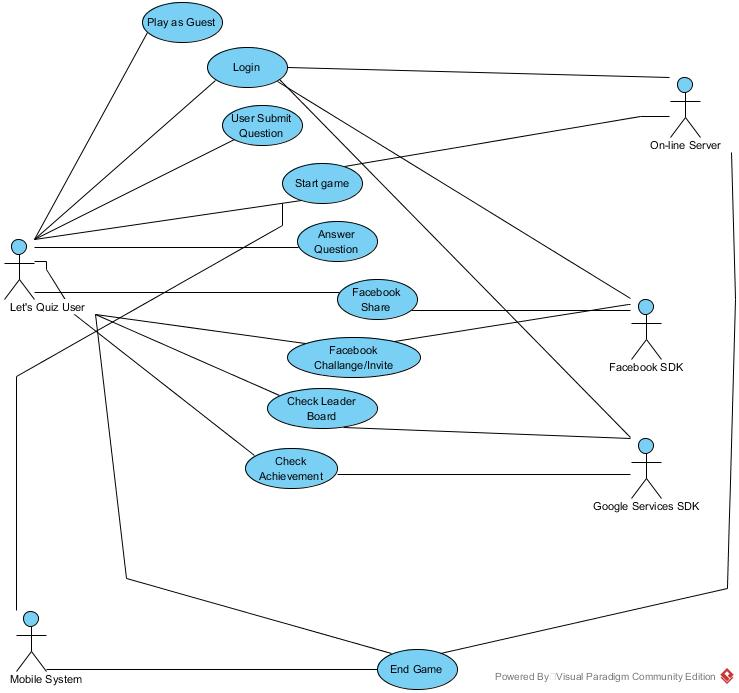 Play as Guest
Login
User Submit
Question
On-line Server
Start game
Answer
Question
Let's Quiz User
Facebook
Share
Facebook
Challange/Invite
Facebook SDK
Check Leader
Board
Check
Achievement
Google Services SDK
Mobile System
End Game
Powered By Visual Paradigm Community Edition